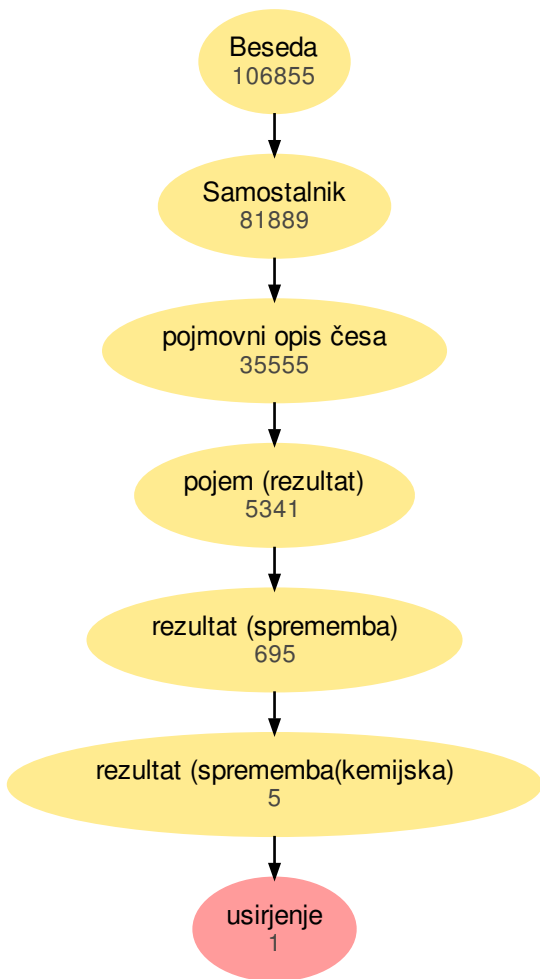 Beseda
106855
Samostalnik
81889
pojmovni opis česa
35555
pojem (rezultat)
5341
rezultat (sprememba)
695
rezultat (sprememba(kemijska)
5
usirjenje
1